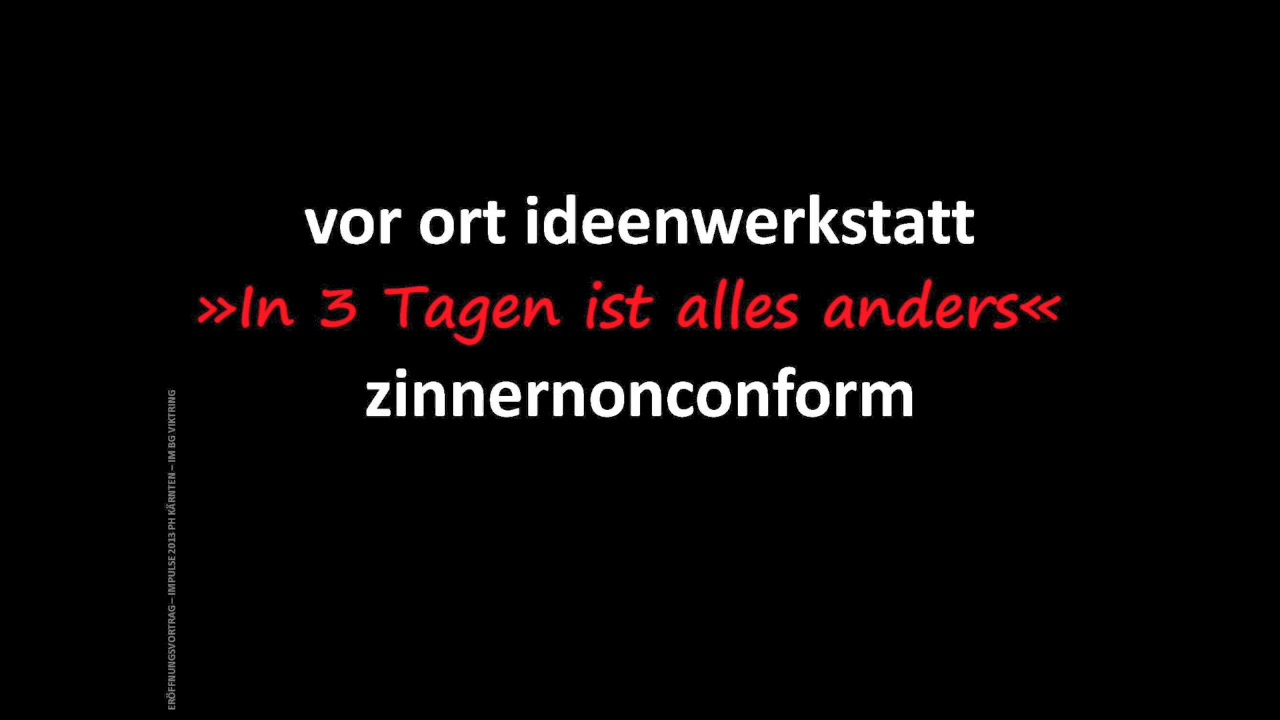 vor ort ideenwerkstatt
»In 3 Tagen ist alles anders«
zinnernonconform
ERÖFFNUNGSVORTRAG – IMPULSE 2013 PH KÄRNTEN – IM BG VIKTRING